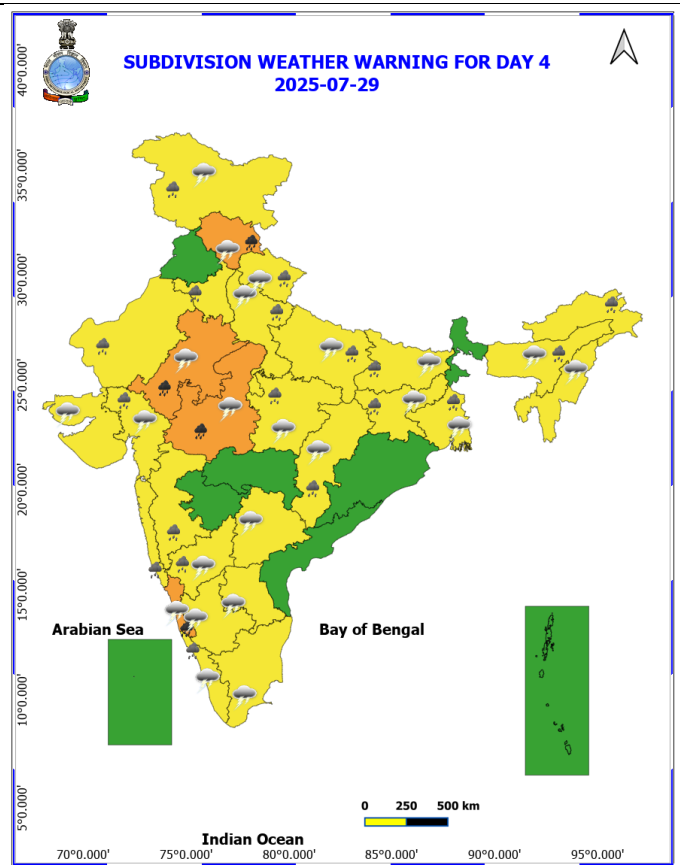 SUBDIVISION WEATHER WARNING FOR DAY 4
2025-07-29
40°0.000'
35°0.000'
30°0.000'
25°0.000'
20°0.000'
15°0.000'
10°0.000'
5°0.000'
Arabian Sea
Bay of Bengal
0 250 500 km
Indian Ocean
70°0.000' 75°0.000' 80°0.000' 85°0.000' 90°0.000' 95°0.000'